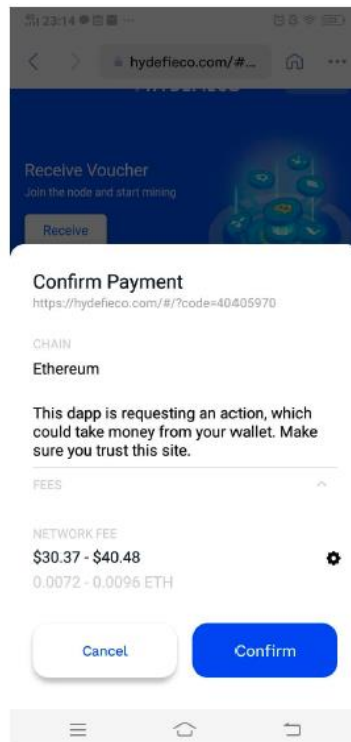 23:14
hydefieco.com/#...
Receive Voucher
Join the node and start mining
Receive
Confirm Payment
https://hydefieco.com/#/?code=40405970
CHAIN
Ethereum
This dapp is requesting an action, which
could take money from your wallet. Make
sure you trust this site.
FEES
NETWORK FEE
$30.37 - $40.48
0.0072 - 0.0096 ETH
Cancel
Confirm